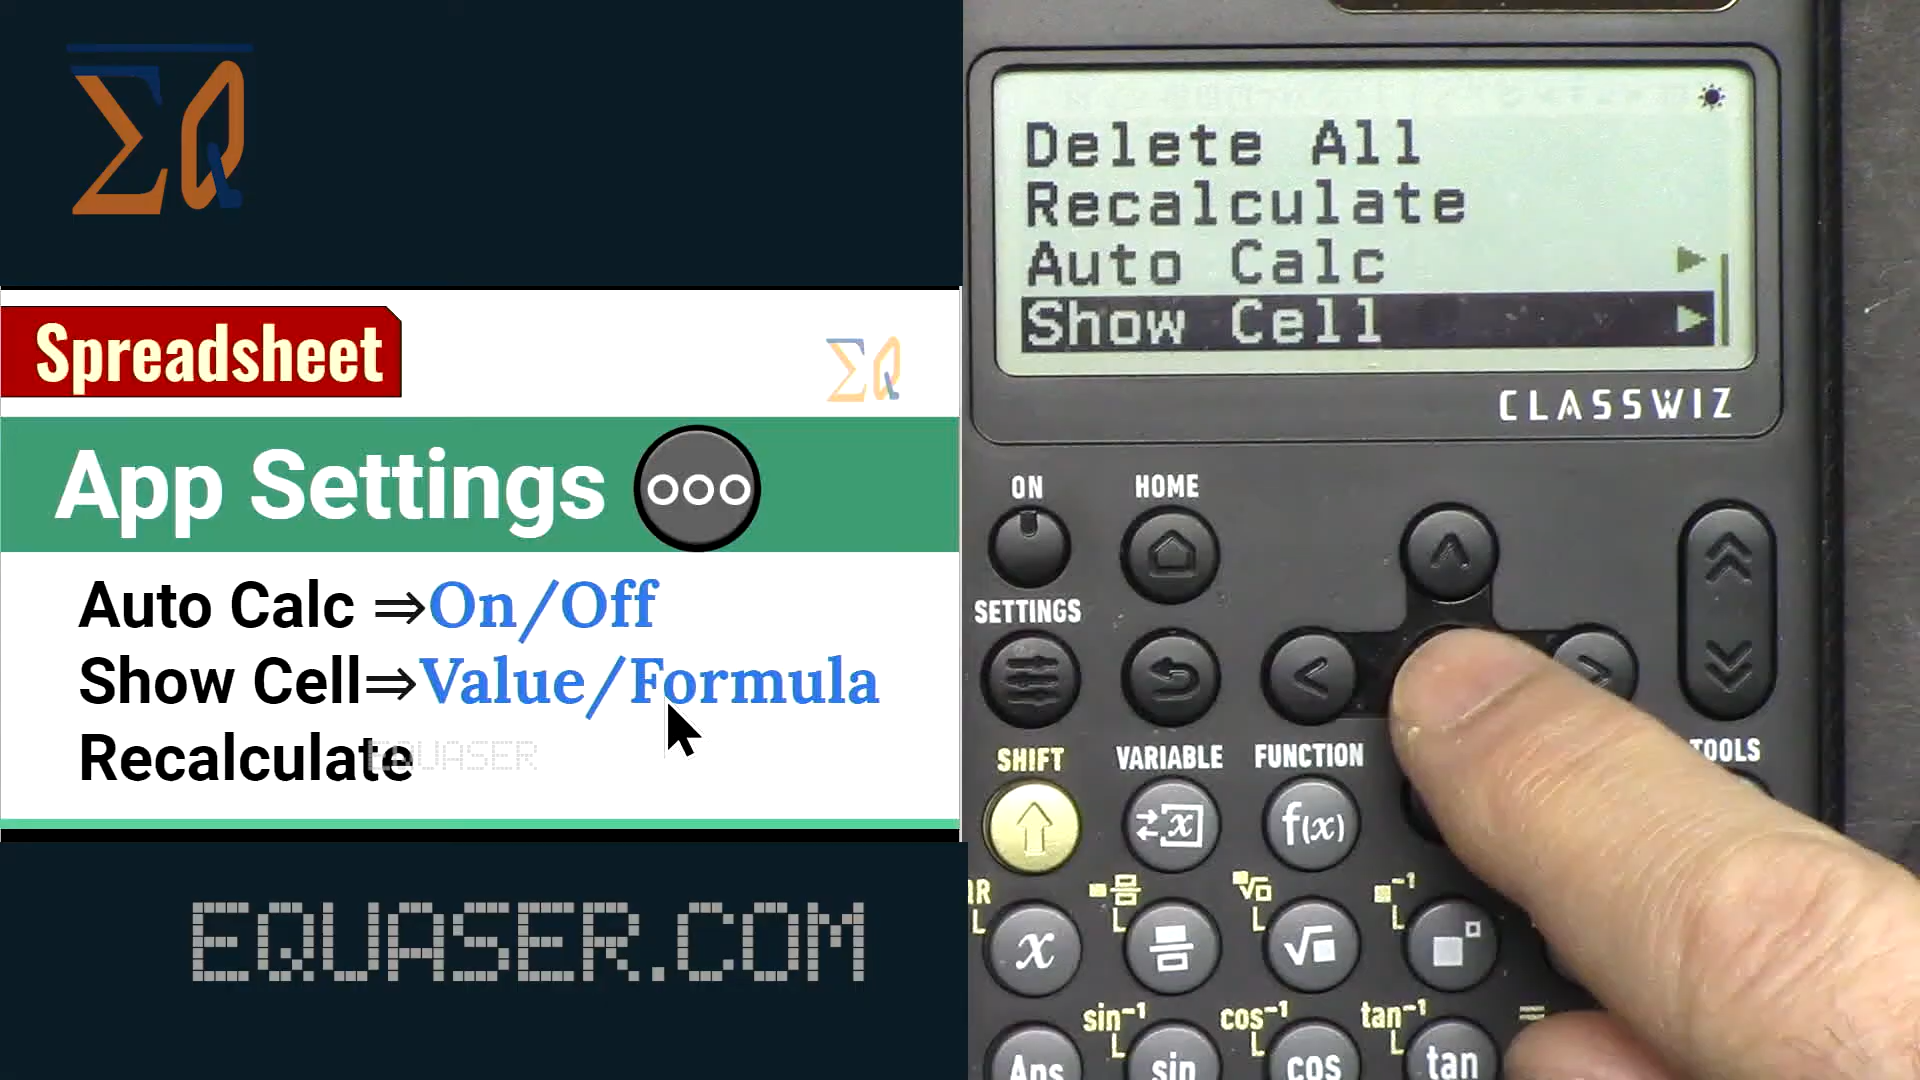 ΣQ
Spreadsheet
ΣQ
App Settings
Auto Calc ⇒On/Off
Show Cell⇒Value/Formula
Recalculate
EQUASER
EQUASER.COM
Delete All
Recalculate
Auto Calc ▶
Show Cell ▶
CLASSWIZ
ON HOME
SETTINGS
SHIFT VARIABLE FUNCTION TOOLS
x f(x)
x √
sin⁻¹ cos⁻¹ tan⁻¹ =
Ans sin cos tan